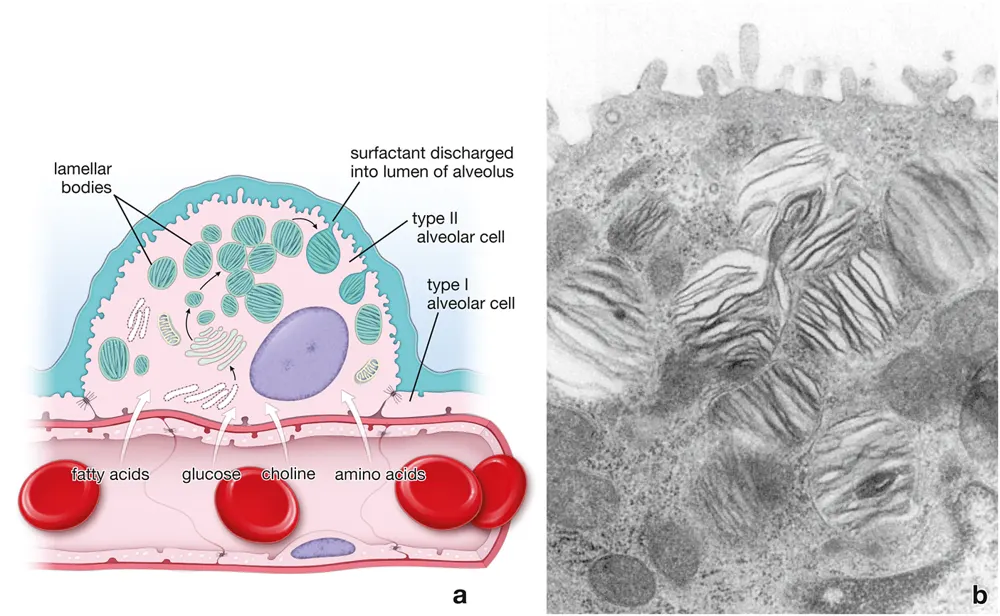 lamellar
bodies
surfactant discharged
into lumen of alveolus
type II
alveolar cell
type I
alveolar cell
fatty acids
glucose
choline
amino acids
a
b